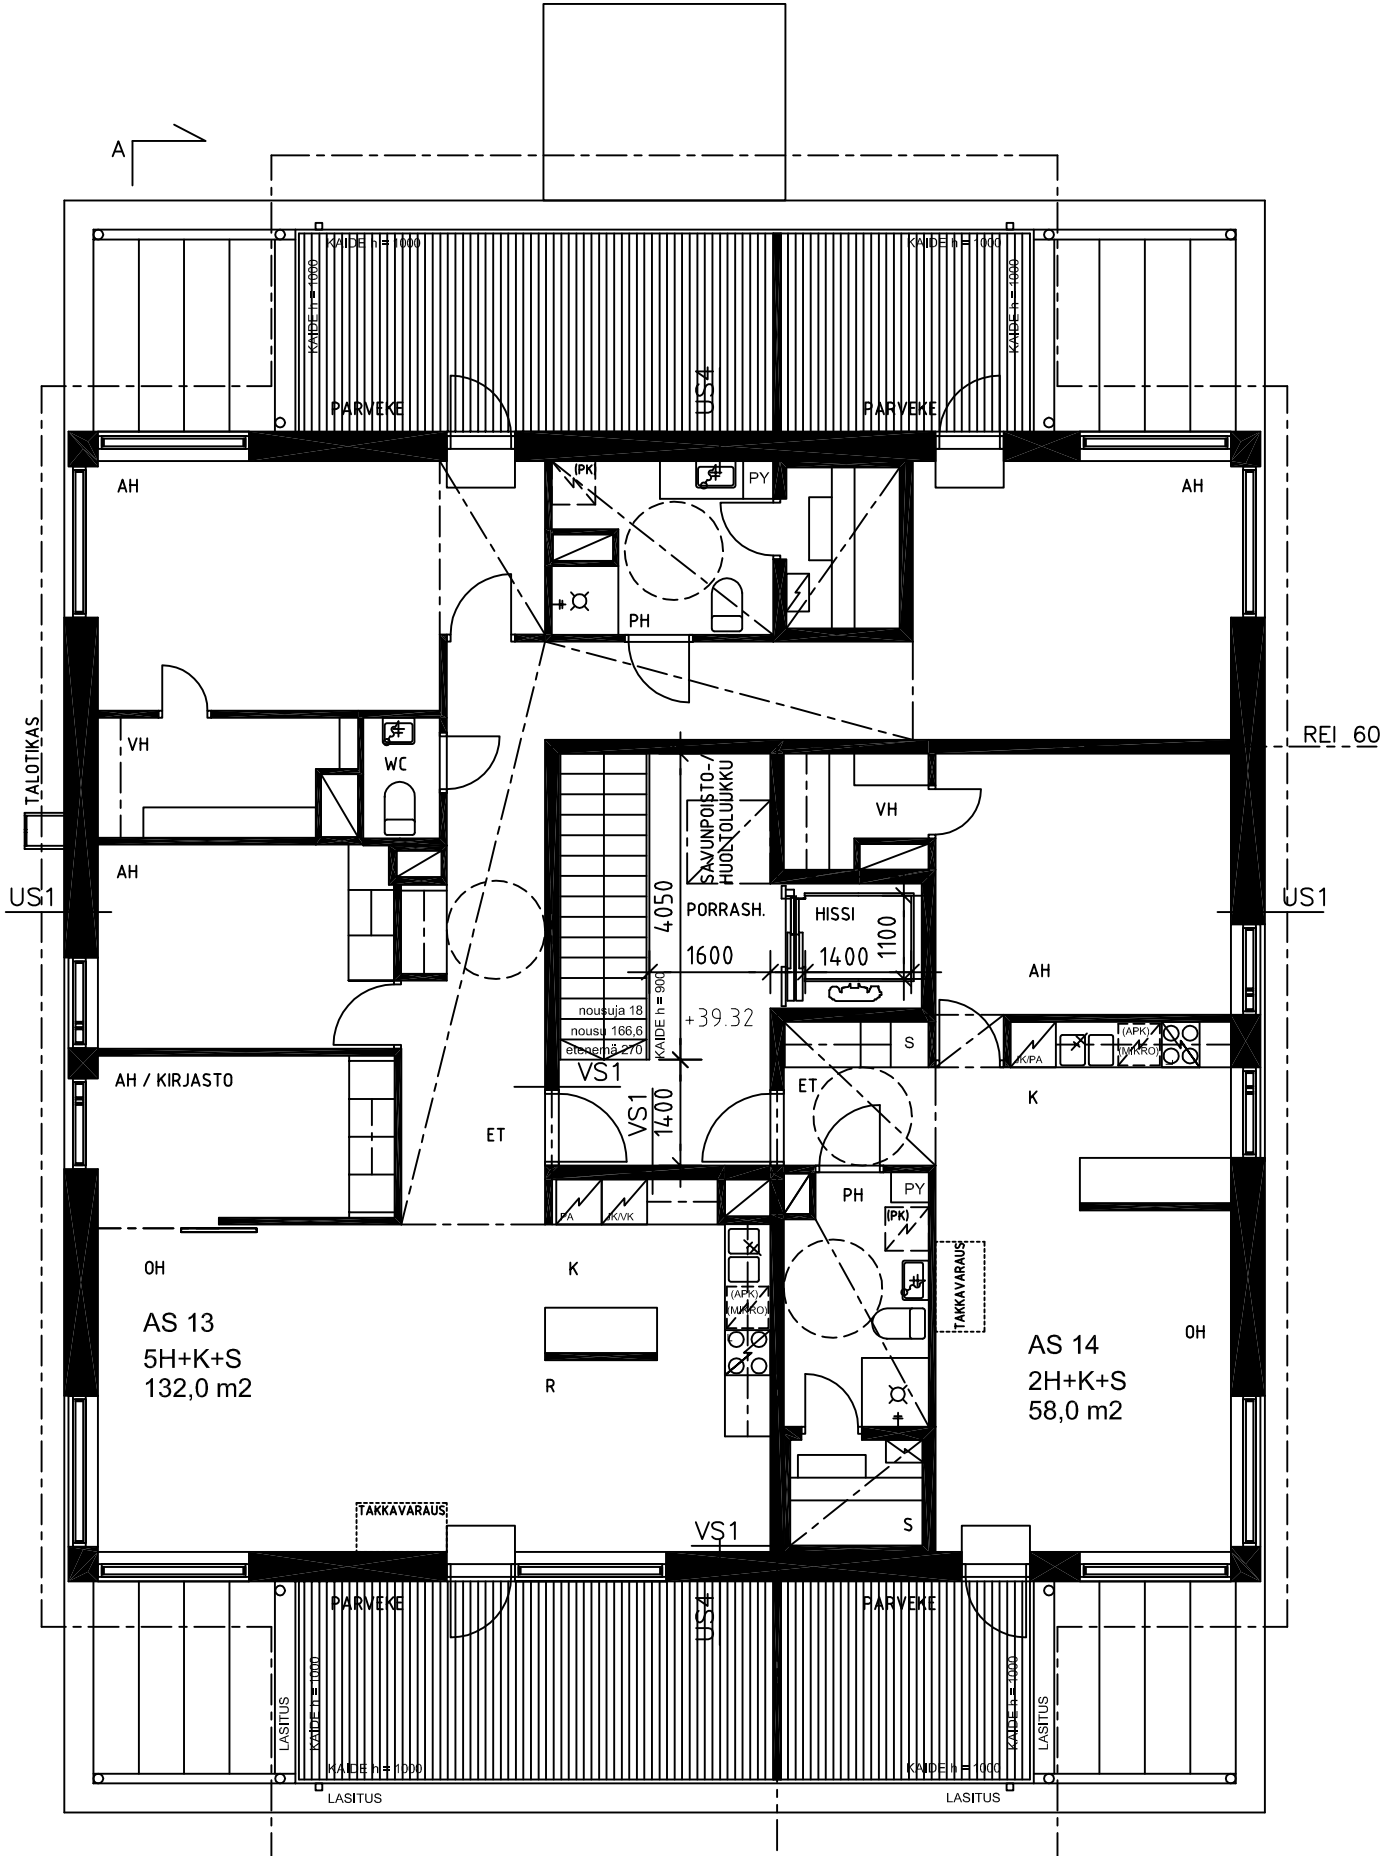 A
KAIDE h = 1000
KAIDE h = 1000
KAIDE h = 1000
KAIDE h = 1000
US4
PARVEKE
PARVEKE
(PK)
PY
AH
AH
PH
TALOTIKAS
REI 60
VH
WC
SAVUNPOISTO-/
HUOLTOLUUKKU
VH
AH
US1
4050
PORRASH.
HISSI
1100
US1
1600
1400
AH
KAIDE h = 900
nousuja 18
nousu 166,6
etenemä 270
+39.32
S
JK/PA
(APK)
(MIKRO)
VS1
AH / KIRJASTO
ET
K
VS1
1400
ET
PH
PY
(PK)
PA
JK/VK
OH
K
TAKKAVARAUS
(APK)
(MIKRO)
AS 13
5H+K+S
132,0 m2
OH
AS 14
2H+K+S
58,0 m2
R
TAKKAVARAUS
VS1
S
PARVEKE
US4
PARVEKE
LASITUS
KAIDE h = 1000
KAIDE h = 1000
LASITUS
KAIDE h = 1000
KAIDE h = 1000
LASITUS
LASITUS